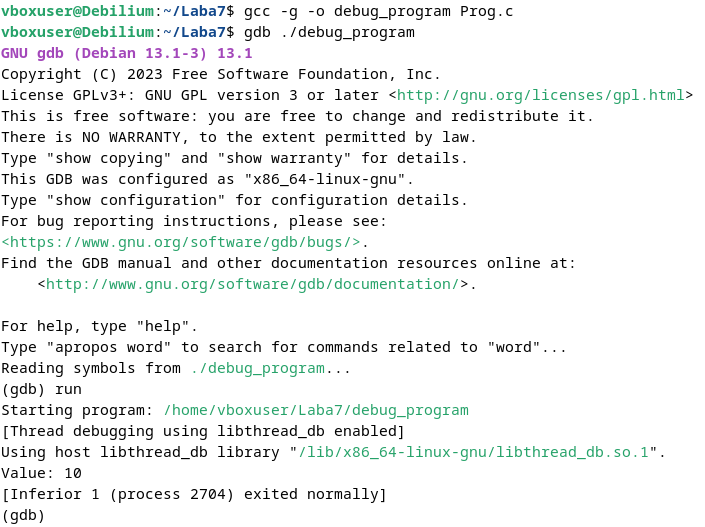 vboxuser@Debilium:~/Laba7$ gcc -g -o debug_program Prog.c
vboxuser@Debilium:~/Laba7$ gdb ./debug_program
GNU gdb (Debian 13.1-3) 13.1
Copyright (C) 2023 Free Software Foundation, Inc.
License GPLv3+: GNU GPL version 3 or later <http://gnu.org/licenses/gpl.html>
This is free software: you are free to change and redistribute it.
There is NO WARRANTY, to the extent permitted by law.
Type "show copying" and "show warranty" for details.
This GDB was configured as "x86_64-linux-gnu".
Type "show configuration" for configuration details.
For bug reporting instructions, please see:
<https://www.gnu.org/software/gdb/bugs/>.
Find the GDB manual and other documentation resources online at:
    <http://www.gnu.org/software/gdb/documentation/>.

For help, type "help".
Type "apropos word" to search for commands related to "word"...
Reading symbols from ./debug_program...
(gdb) run
Starting program: /home/vboxuser/Laba7/debug_program
[Thread debugging using libthread_db enabled]
Using host libthread_db library "/lib/x86_64-linux-gnu/libthread_db.so.1".
Value: 10
[Inferior 1 (process 2704) exited normally]
(gdb)